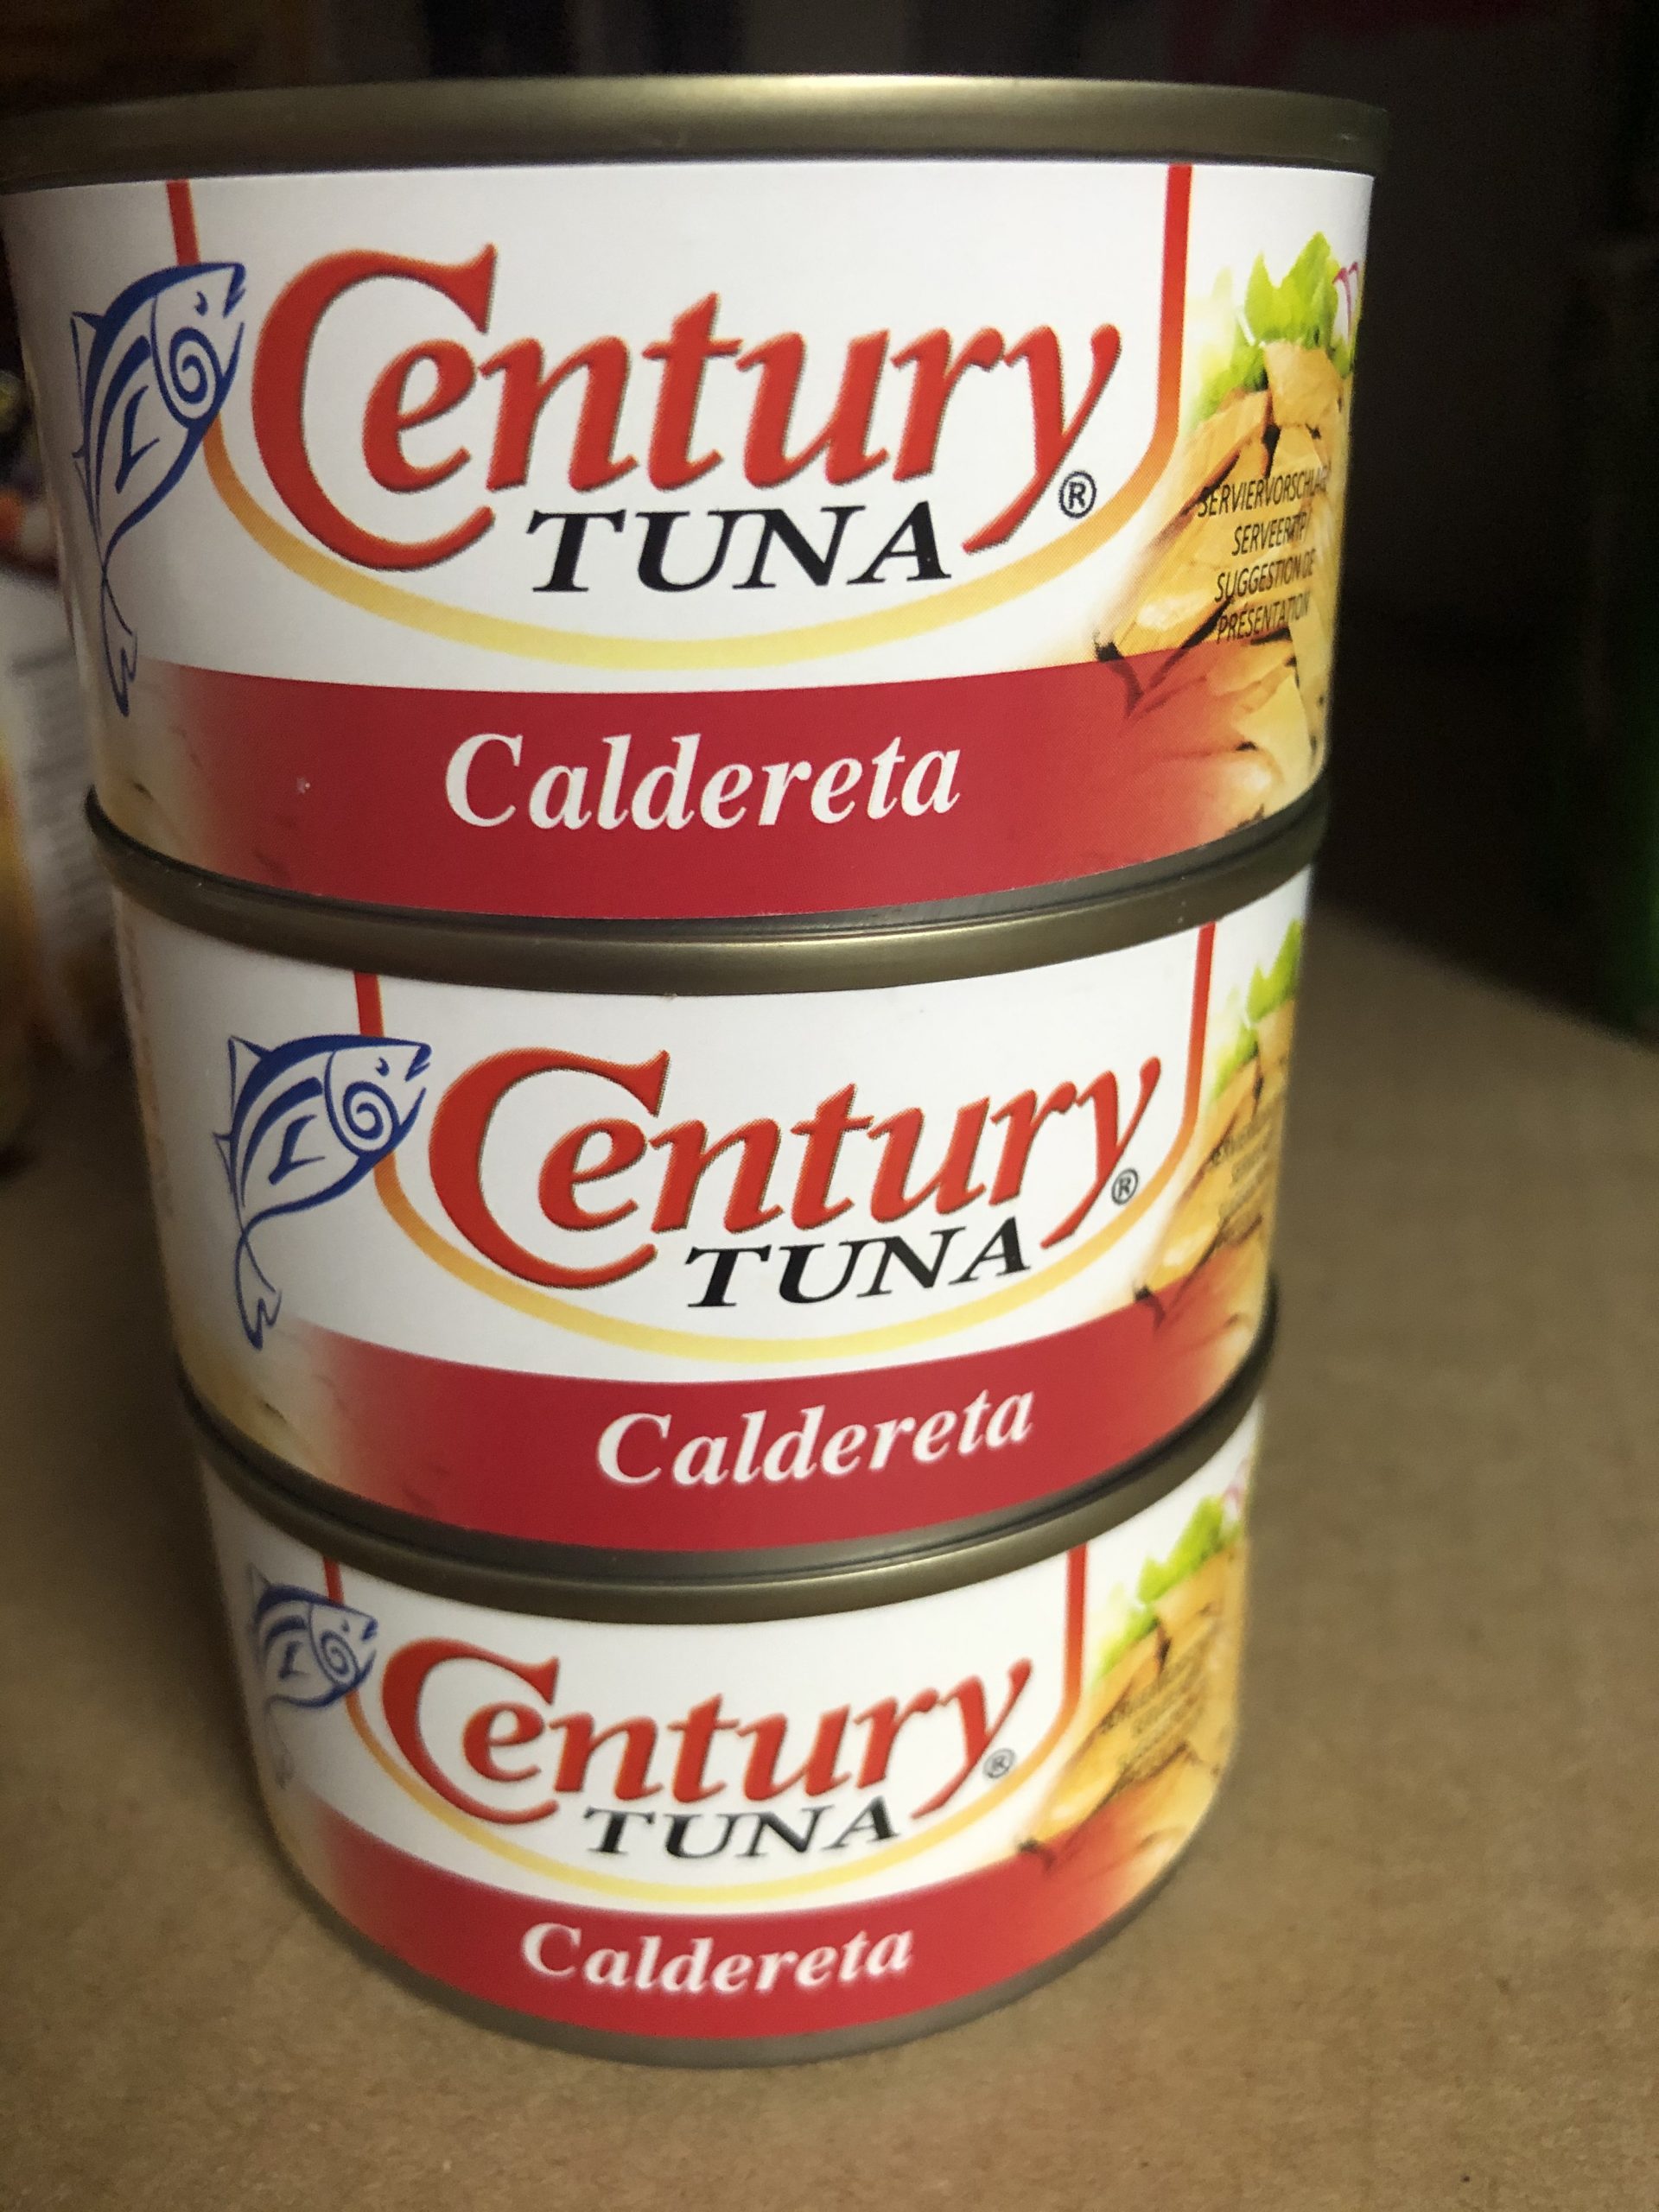 Century®
TUNA
SERVIERVORSCHLAG/
SERVEERTIP/
SUGGESTION DE
PRÉSENTATION
Caldereta
Century®
TUNA
Caldereta
Century®
TUNA
Caldereta